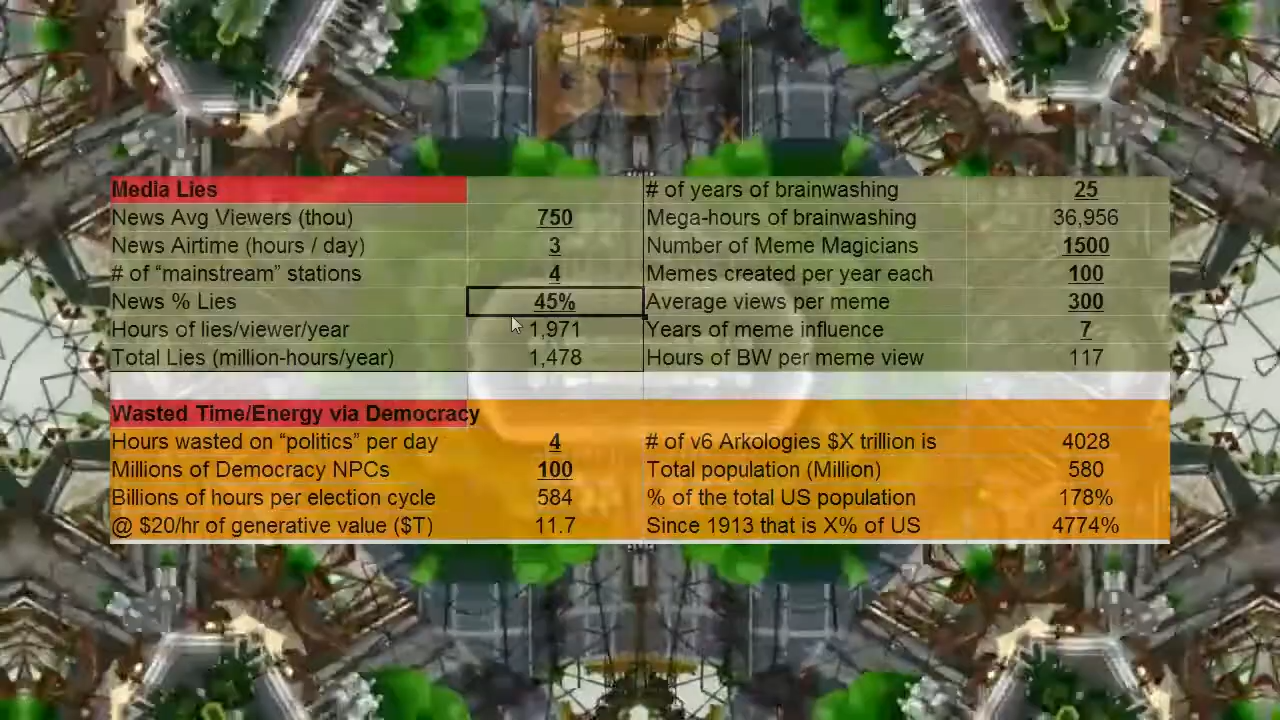 Media Lies # of years of brainwashing 25
News Avg Viewers (thou) 750 Mega-hours of brainwashing 36,956
News Airtime (hours / day) 3 Number of Meme Magicians 1500
# of “mainstream” stations 4 Memes created per year each 100
News % Lies 45% Average views per meme 300
Hours of lies/viewer/year 1,971 Years of meme influence 7
Total Lies (million-hours/year) 1,478 Hours of BW per meme view 117
Wasted Time/Energy via Democracy
Hours wasted on “politics” per day 4 # of v6 Arkologies $X trillion is 4028
Millions of Democracy NPCs 100 Total population (Million) 580
Billions of hours per election cycle 584 % of the total US population 178%
@ $20/hr of generative value ($T) 11.7 Since 1913 that is X% of US 4774%